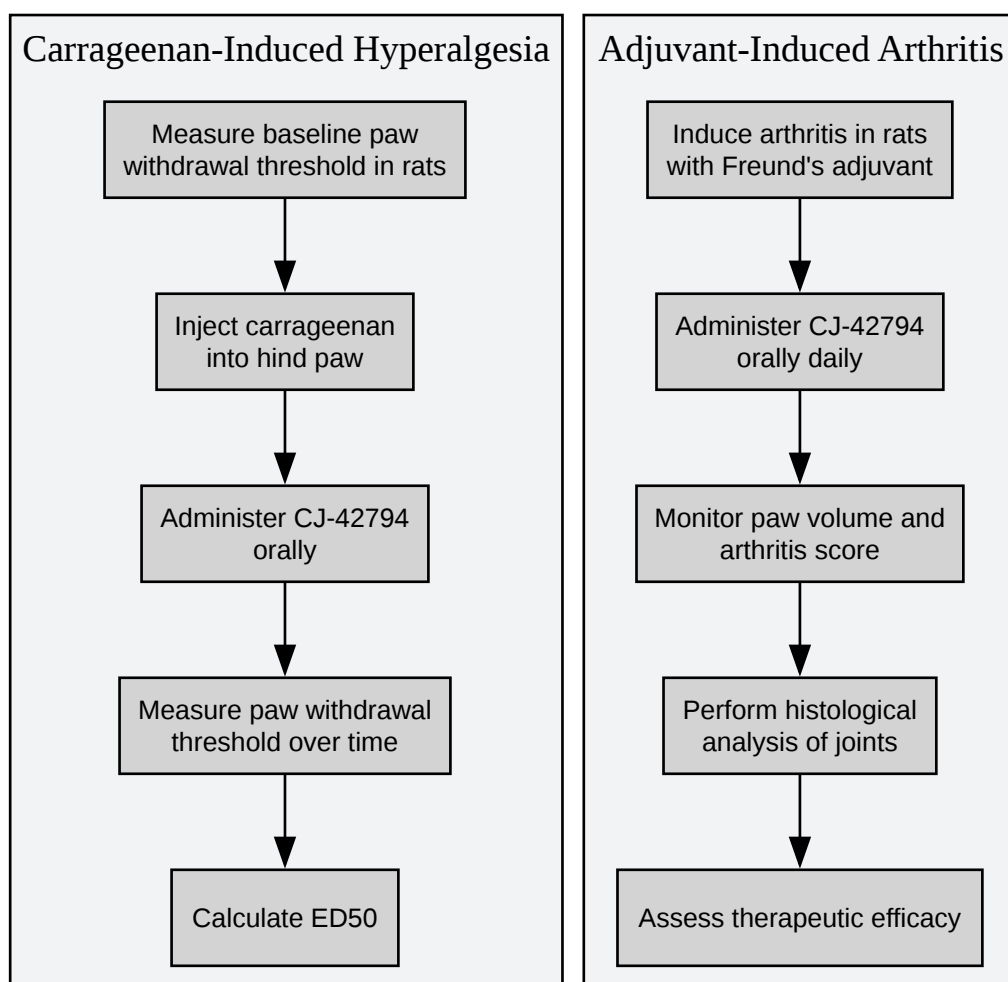 Carrageenan-Induced Hyperalgesia
Measure baseline paw
withdrawal threshold in rats
Inject carrageenan
into hind paw
Administer CJ-42794
orally
Measure paw withdrawal
threshold over time
Calculate ED50
Adjuvant-Induced Arthritis
Induce arthritis in rats
with Freund's adjuvant
Administer CJ-42794
orally daily
Monitor paw volume and
arthritis score
Perform histological
analysis of joints
Assess therapeutic efficacy